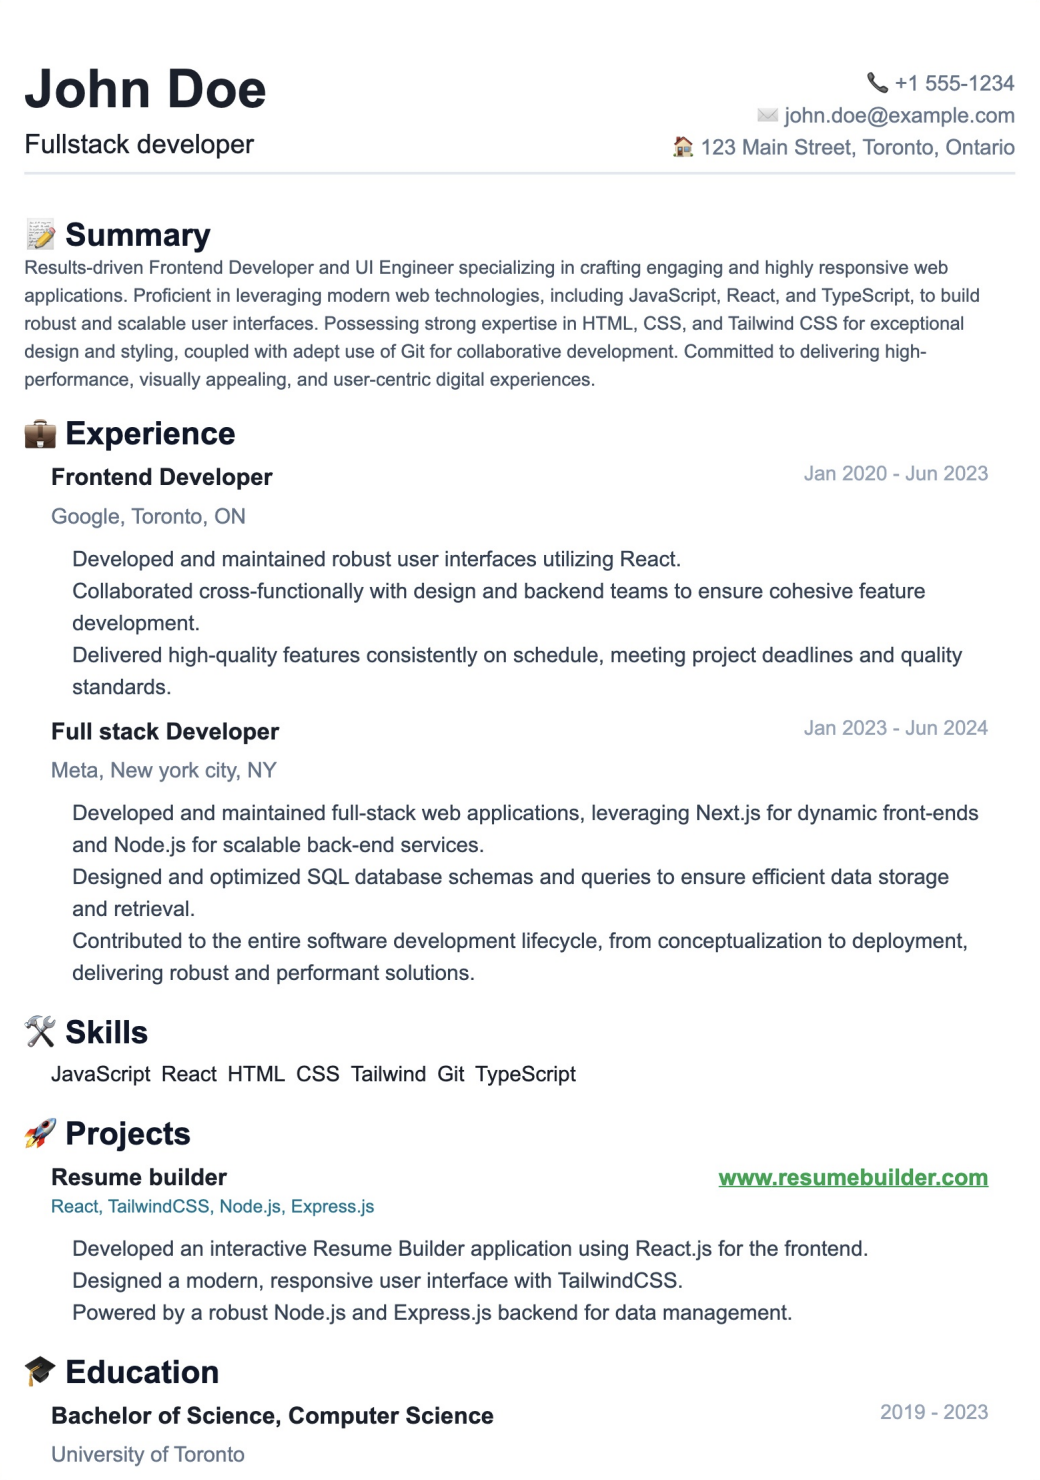 John Doe
Fullstack developer
+1 555-1234
john.doe@example.com
123 Main Street, Toronto, Ontario
Summary
Results-driven Frontend Developer and UI Engineer specializing in crafting engaging and highly responsive web
applications. Proficient in leveraging modern web technologies, including JavaScript, React, and TypeScript, to build
robust and scalable user interfaces. Possessing strong expertise in HTML, CSS, and Tailwind CSS for exceptional
design and styling, coupled with adept use of Git for collaborative development. Committed to delivering high-
performance, visually appealing, and user-centric digital experiences.
Experience
Frontend Developer
Jan 2020 - Jun 2023
Google, Toronto, ON
Developed and maintained robust user interfaces utilizing React.
Collaborated cross-functionally with design and backend teams to ensure cohesive feature
development.
Delivered high-quality features consistently on schedule, meeting project deadlines and quality
standards.
Full stack Developer
Jan 2023 - Jun 2024
Meta, New york city, NY
Developed and maintained full-stack web applications, leveraging Next.js for dynamic front-ends
and Node.js for scalable back-end services.
Designed and optimized SQL database schemas and queries to ensure efficient data storage
and retrieval.
Contributed to the entire software development lifecycle, from conceptualization to deployment,
delivering robust and performant solutions.
Skills
JavaScript React HTML CSS Tailwind Git TypeScript
Projects
Resume builder
www.resumebuilder.com
React, TailwindCSS, Node.js, Express.js
Developed an interactive Resume Builder application using React.js for the frontend.
Designed a modern, responsive user interface with TailwindCSS.
Powered by a robust Node.js and Express.js backend for data management.
Education
Bachelor of Science, Computer Science
2019 - 2023
University of Toronto